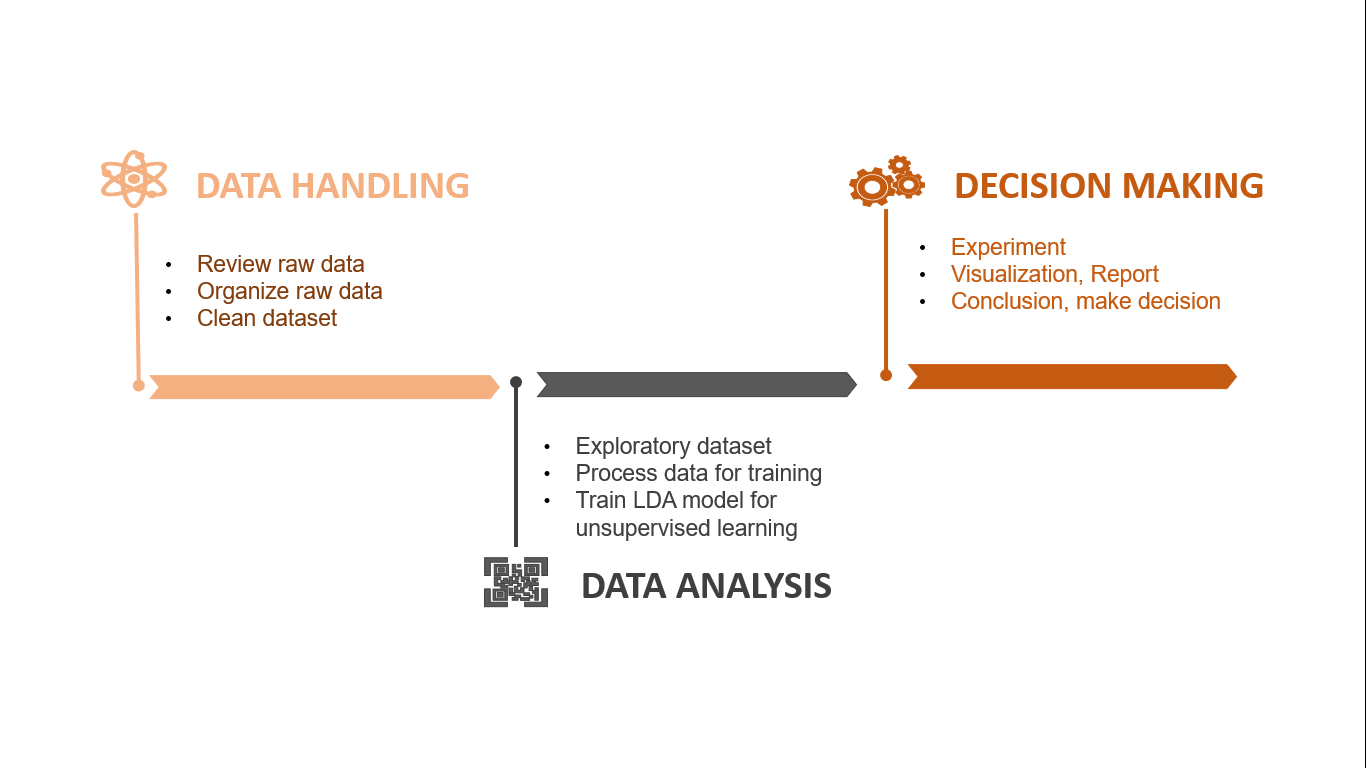 DATA HANDLING
• Review raw data
• Organize raw data
• Clean dataset
• Exploratory dataset
• Process data for training
• Train LDA model for
unsupervised learning
DATA ANALYSIS
DECISION MAKING
• Experiment
• Visualization, Report
• Conclusion, make decision